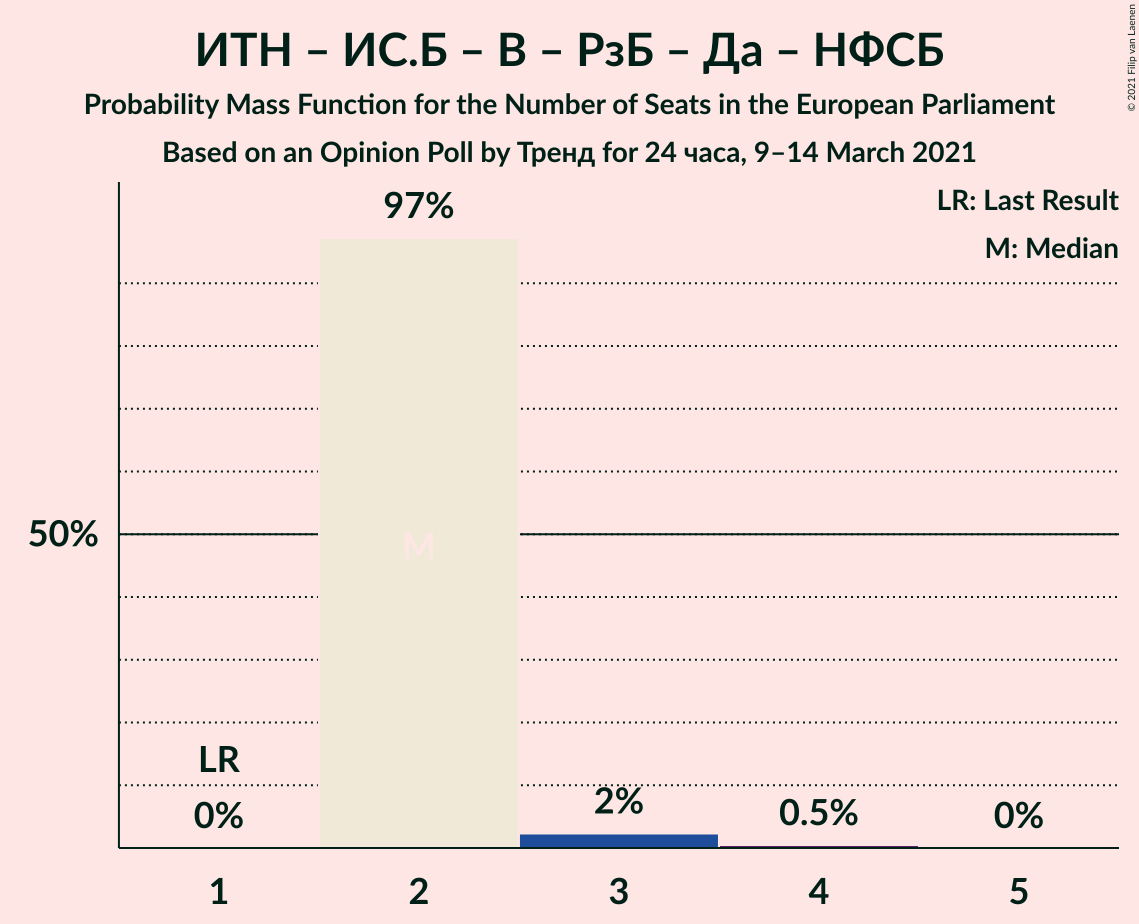 ИТН – ИС.Б – В – РзБ – Да – НФСБ
Probability Mass Function for the Number of Seats in the European Parliament
Based on an Opinion Poll by Тренд for 24 часа, 9–14 March 2021
© 2021 Filip van Laenen
LR: Last Result
M: Median
97%
50%
M
LR
0%
2%
0.5%
0%
1
2
3
4
5